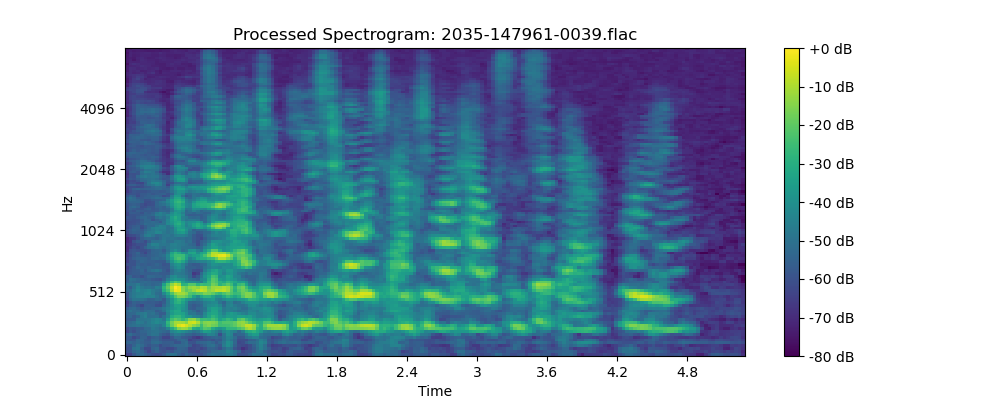 Processed Spectrogram: 2035-147961-0039.flac
Hz
4096
2048
1024
512
0
0 0.6 1.2 1.8 2.4 3 3.6 4.2 4.8
Time
+0 dB
-10 dB
-20 dB
-30 dB
-40 dB
-50 dB
-60 dB
-70 dB
-80 dB